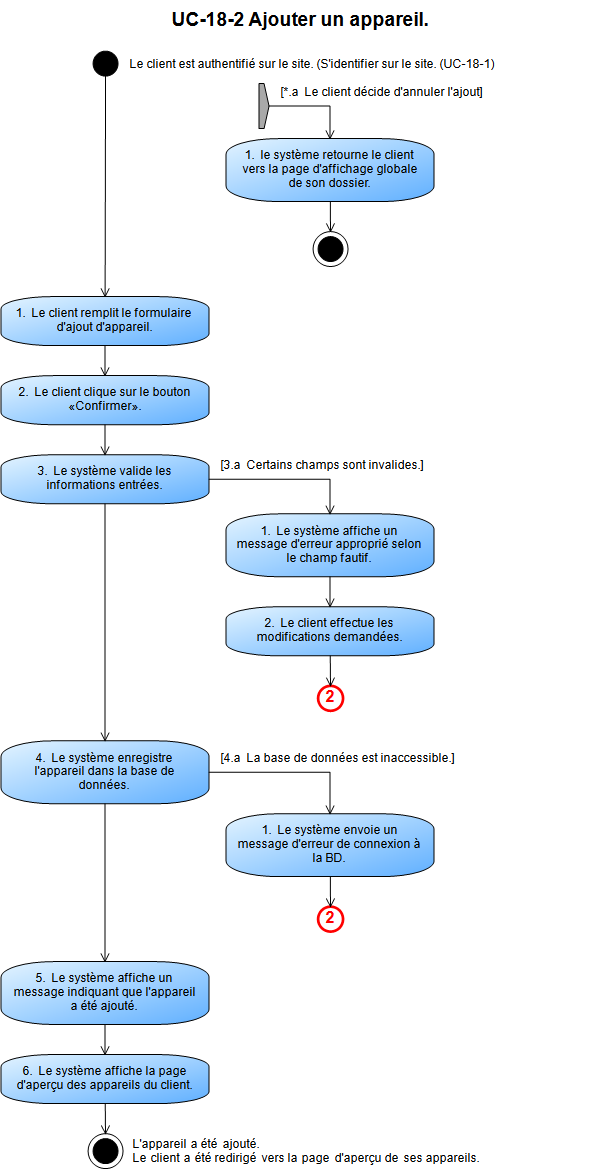 UC-18-2 Ajouter un appareil.
Le client est authentifié sur le site. (S'identifier sur le site. (UC-18-1)
[*.a Le client décide d'annuler l'ajout]
1. le système retourne le client
vers la page d'affichage globale
de son dossier.
1. Le client remplit le formulaire
d'ajout d'appareil.
2. Le client clique sur le bouton
«Confirmer».
3. Le système valide les
informations entrées.
[3.a Certains champs sont invalides.]
1. Le système affiche un
message d'erreur approprié selon
le champ fautif.
2. Le client effectue les
modifications demandées.
2
4. Le système enregistre
l'appareil dans la base de
données.
[4.a La base de données est inaccessible.]
1. Le système envoie un
message d'erreur de connexion à
la BD.
2
5. Le système affiche un
message indiquant que l'appareil
a été ajouté.
6. Le système affiche la page
d'aperçu des appareils du client.
L'appareil a été ajouté.
Le client a été redirigé vers la page d'aperçu de ses appareils.